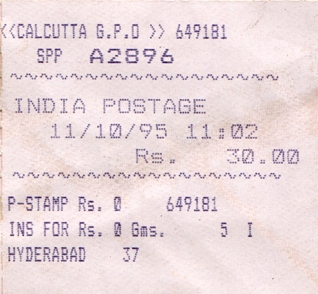 <<CALCUTTA G.P.O >> 649181
SPP A2896
INDIA POSTAGE
11/10/95 11:02
Rs. 30.00
P-STAMP Rs. 0 649181
INS FOR Rs. 0 Gms. 5 I
HYDERABAD 37